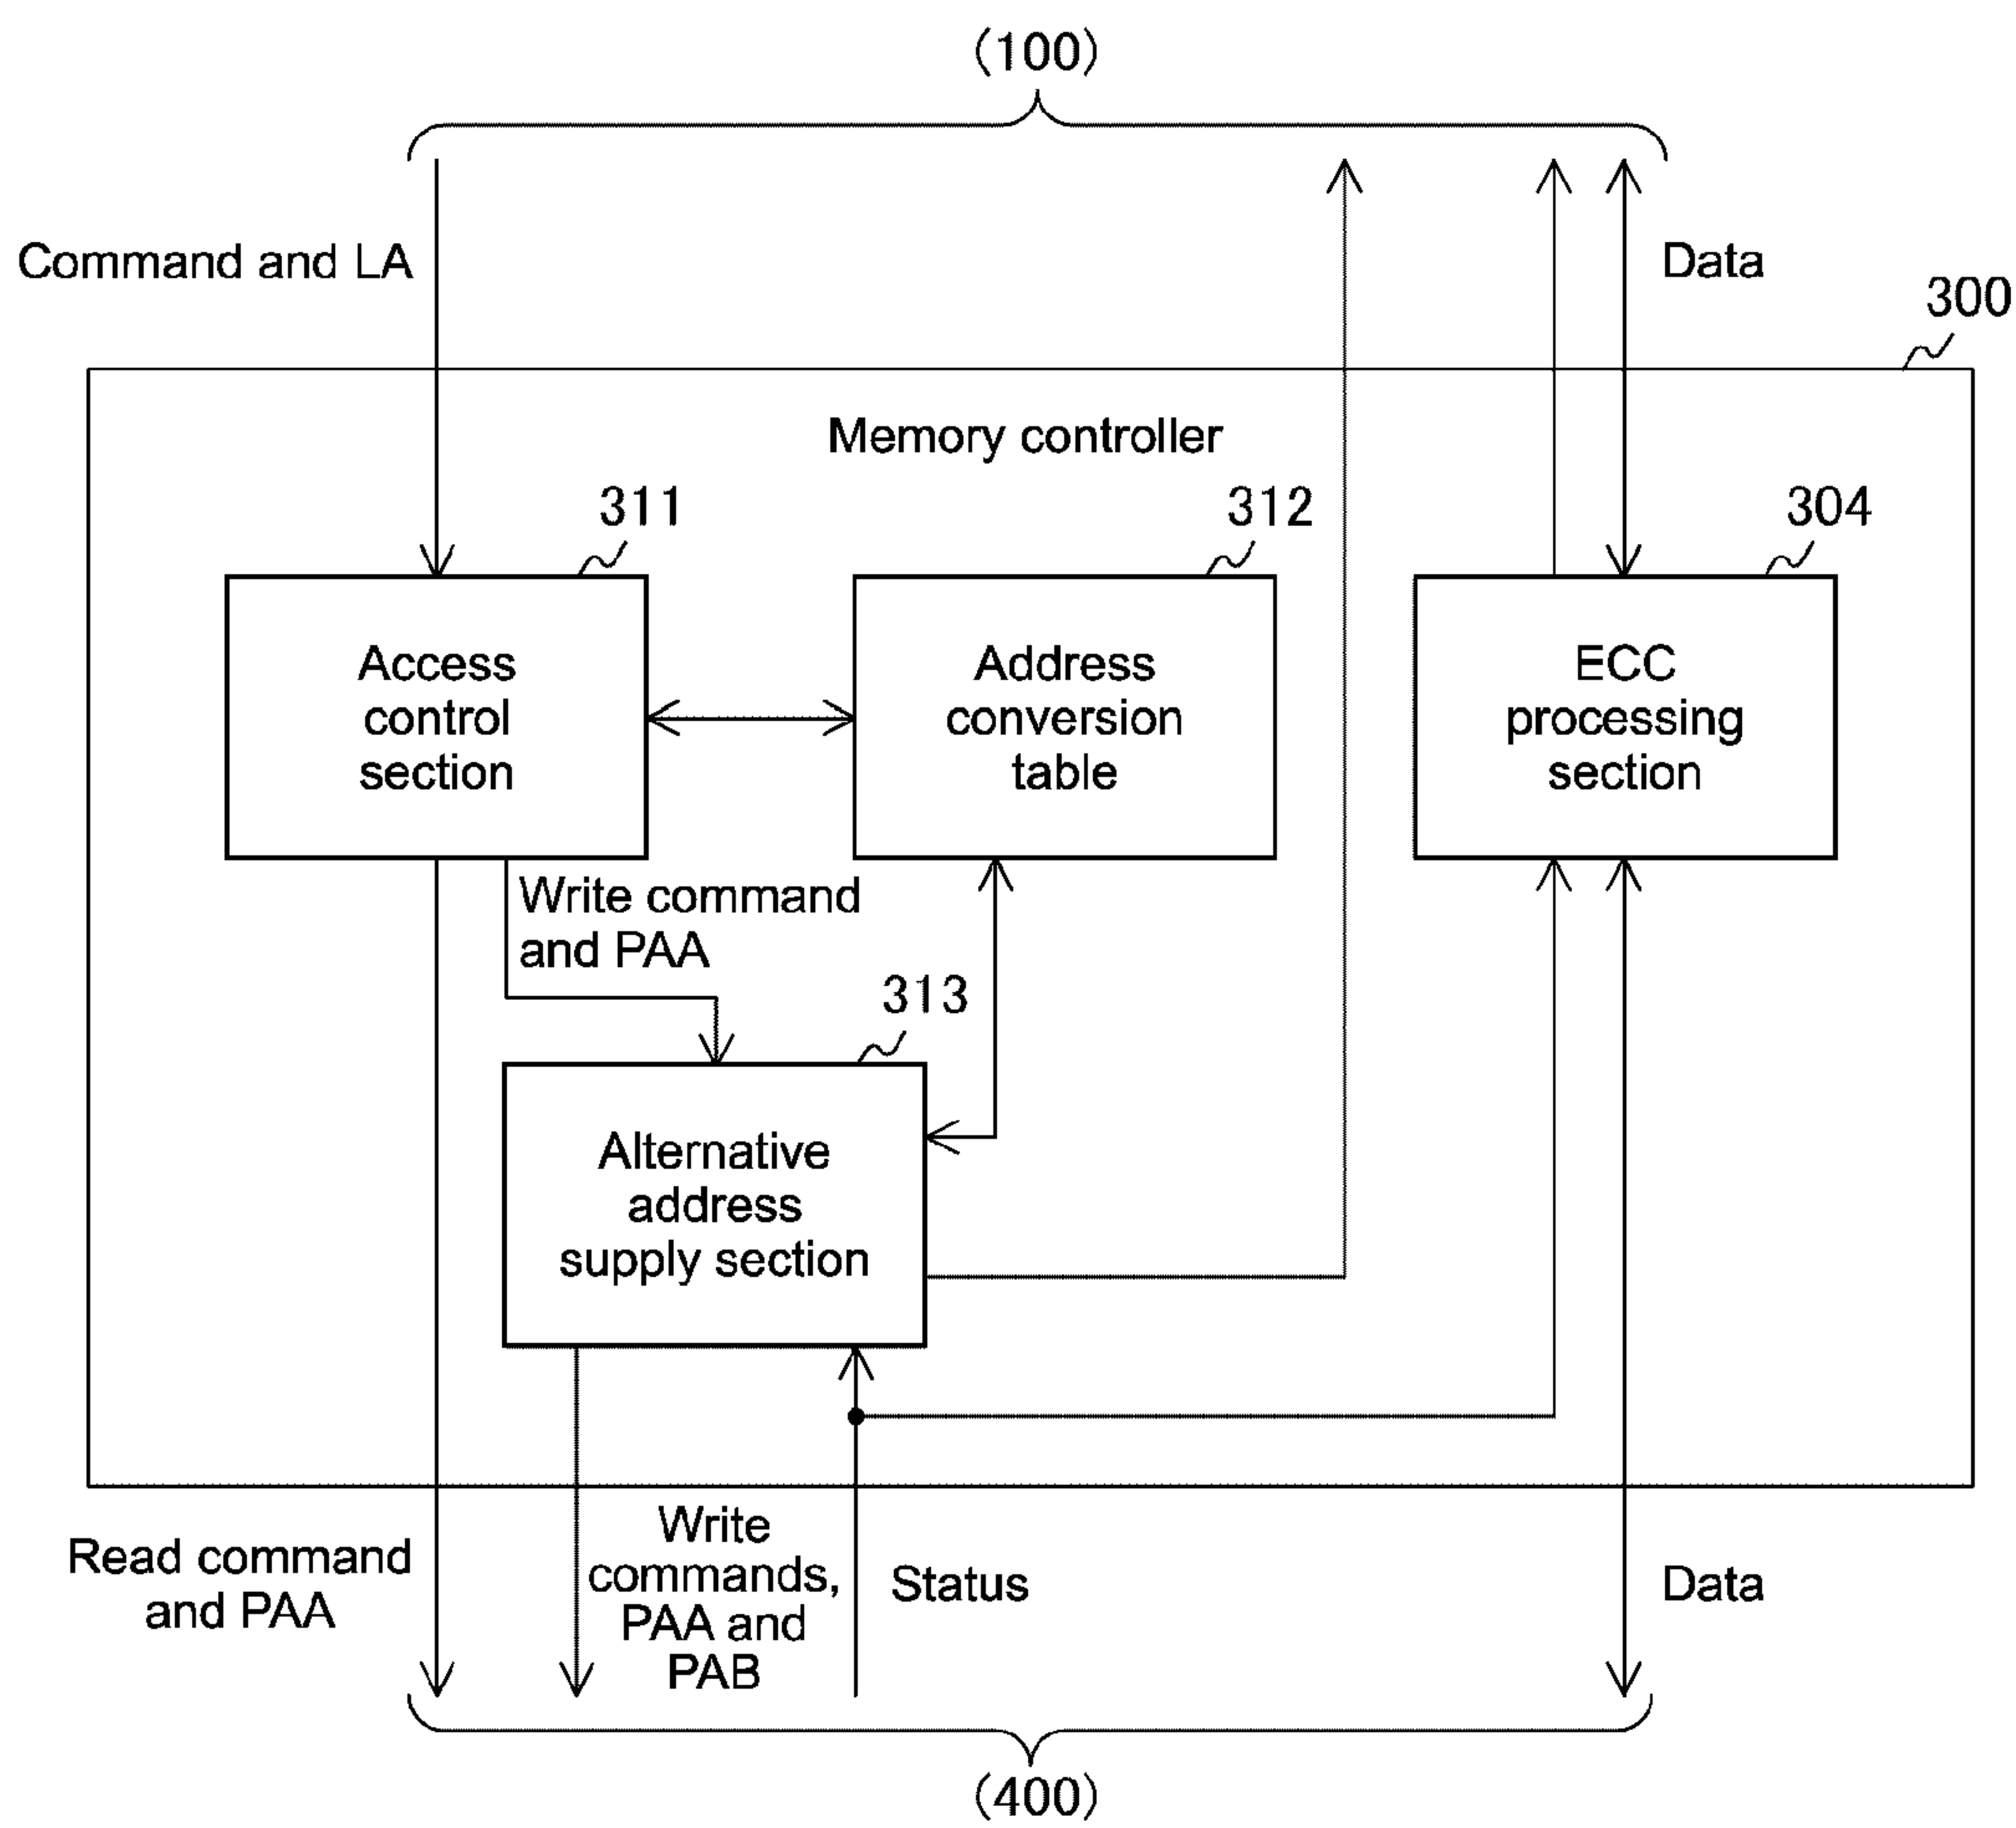 (100)
Command and LA
Data
300
Memory controller
311
312
304
Access
control
section
Address
conversion
table
ECC
processing
section
Write command
and PAA
313
Alternative
address
supply section
Read command
and PAA
Write
commands,
PAA and
PAB
Status
Data
(400)